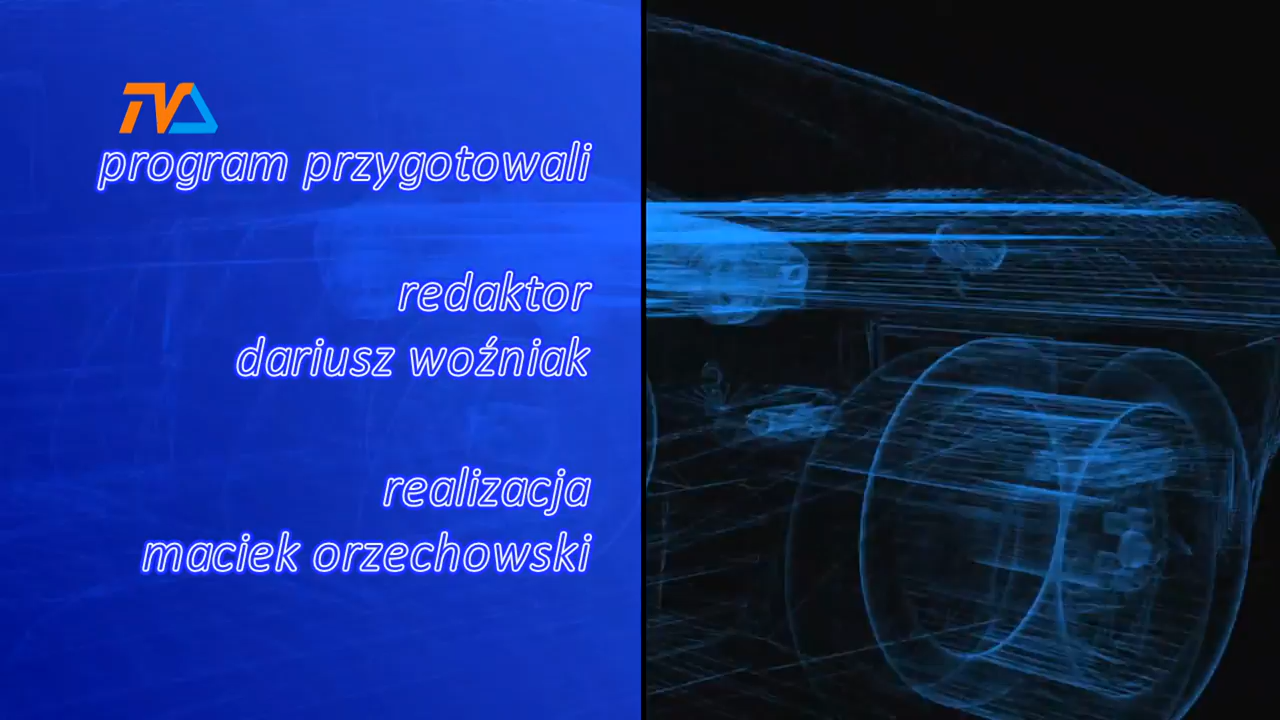 TVA
program przygotowali
redaktor
dariusz woźniak
realizacja
maciek orzechowski